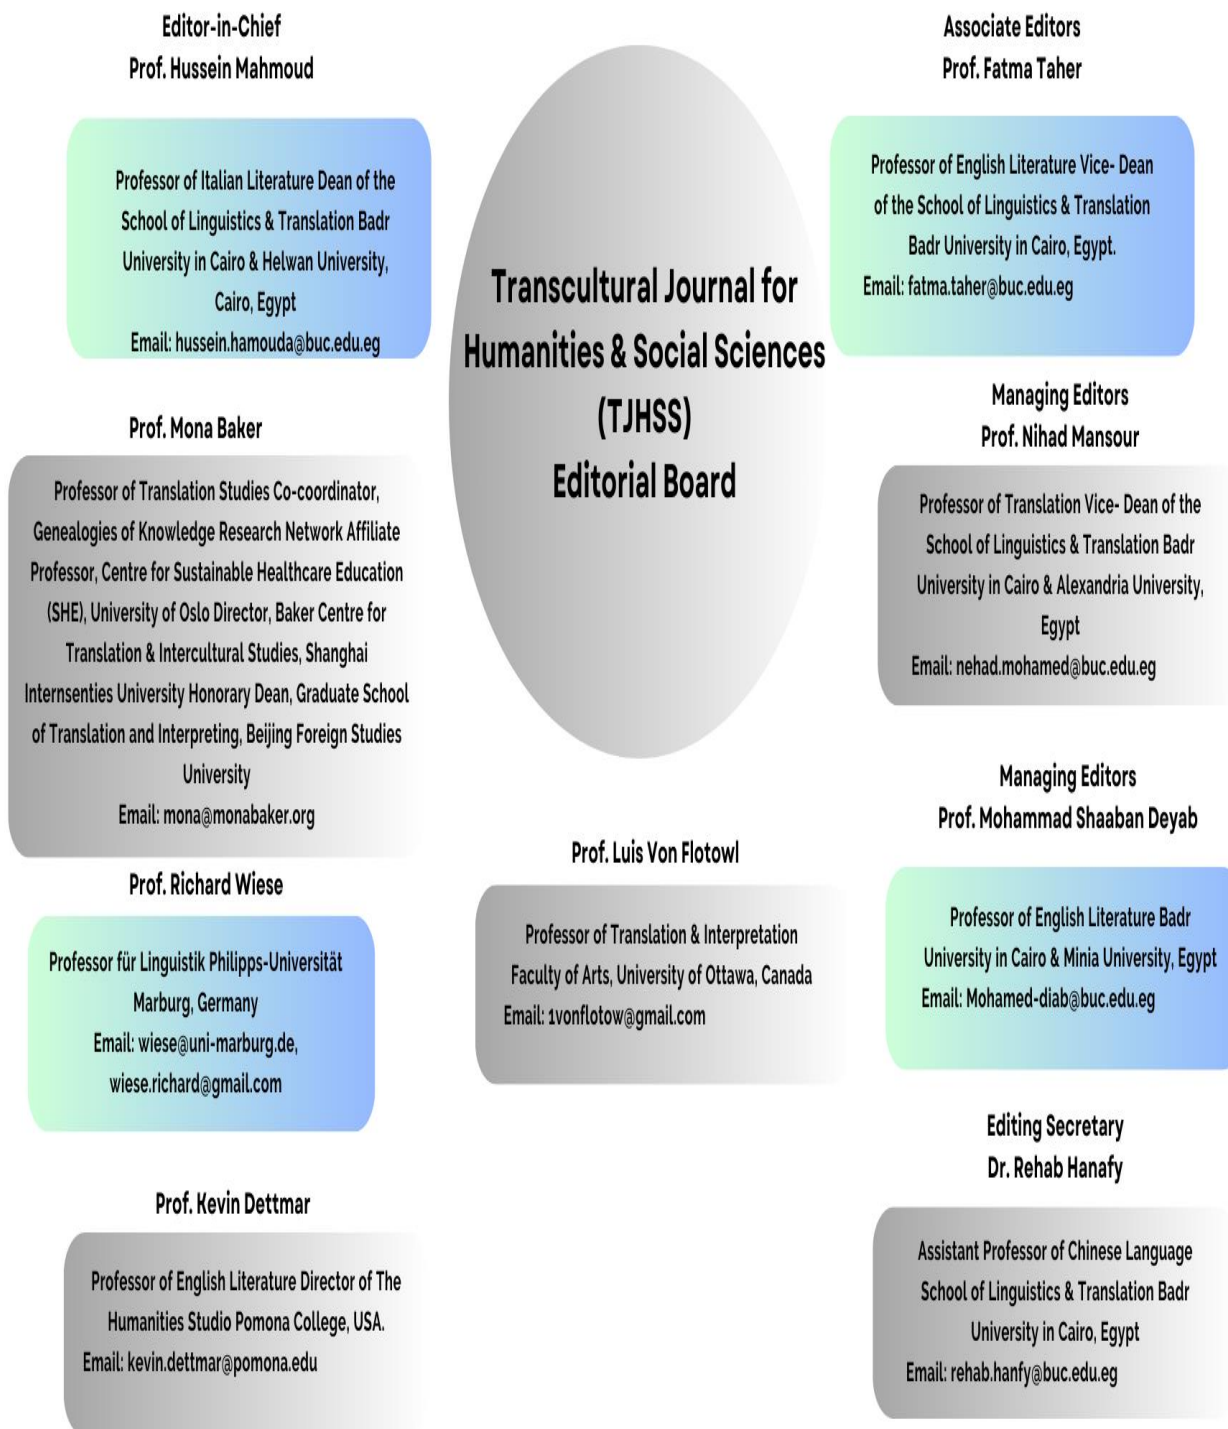 Editor-in-Chief
Prof. Hussein Mahmoud
Professor of Italian Literature Dean of the
School of Linguistics & Translation Badr
University in Cairo & Helwan University,
Cairo, Egypt
Email: hussein.hamouda@buc.edu.eg
Prof. Mona Baker
Professor of Translation Studies Co-coordinator,
Genealogies of Knowledge Research Network Affiliate
Professor, Centre for Sustainable Healthcare Education
(SHE), University of Oslo Director, Baker Centre for
Translation & Intercultural Studies, Shanghai
Internsenties University Honorary Dean, Graduate School
of Translation and Interpreting, Beijing Foreign Studies
University
Email: mona@monabaker.org
Prof. Richard Wiese
Professor für Linguistik Philipps-Universität
Marburg, Germany
Email: wiese@uni-marburg.de,
wiese.richard@gmail.com
Prof. Kevin Dettmar
Professor of English Literature Director of The
Humanities Studio Pomona College, USA.
Email: kevin.dettmar@pomona.edu
Transcultural Journal for
Humanities & Social Sciences
(TJHSS)
Editorial Board
Prof. Luis Von Flotowl
Professor of Translation & Interpretation
Faculty of Arts, University of Ottawa, Canada
Email: 1vonflotow@gmail.com
Associate Editors
Prof. Fatma Taher
Professor of English Literature Vice- Dean
of the School of Linguistics & Translation
Badr University in Cairo, Egypt.
Email: fatma.taher@buc.edu.eg
Managing Editors
Prof. Nihad Mansour
Professor of Translation Vice- Dean of the
School of Linguistics & Translation Badr
University in Cairo & Alexandria University,
Egypt
Email: nehad.mohamed@buc.edu.eg
Managing Editors
Prof. Mohammad Shaaban Deyab
Professor of English Literature Badr
University in Cairo & Minia University, Egypt
Email: Mohamed-diab@buc.edu.eg
Editing Secretary
Dr. Rehab Hanafy
Assistant Professor of Chinese Language
School of Linguistics & Translation Badr
University in Cairo, Egypt
Email: rehab.hanfy@buc.edu.eg